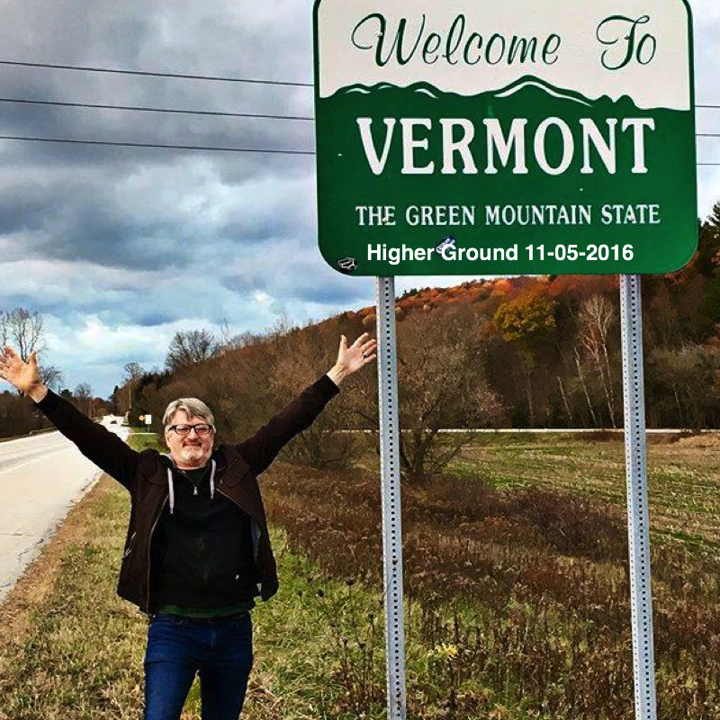 Welcome To
VERMONT
THE GREEN MOUNTAIN STATE
Higher Ground 11-05-2016